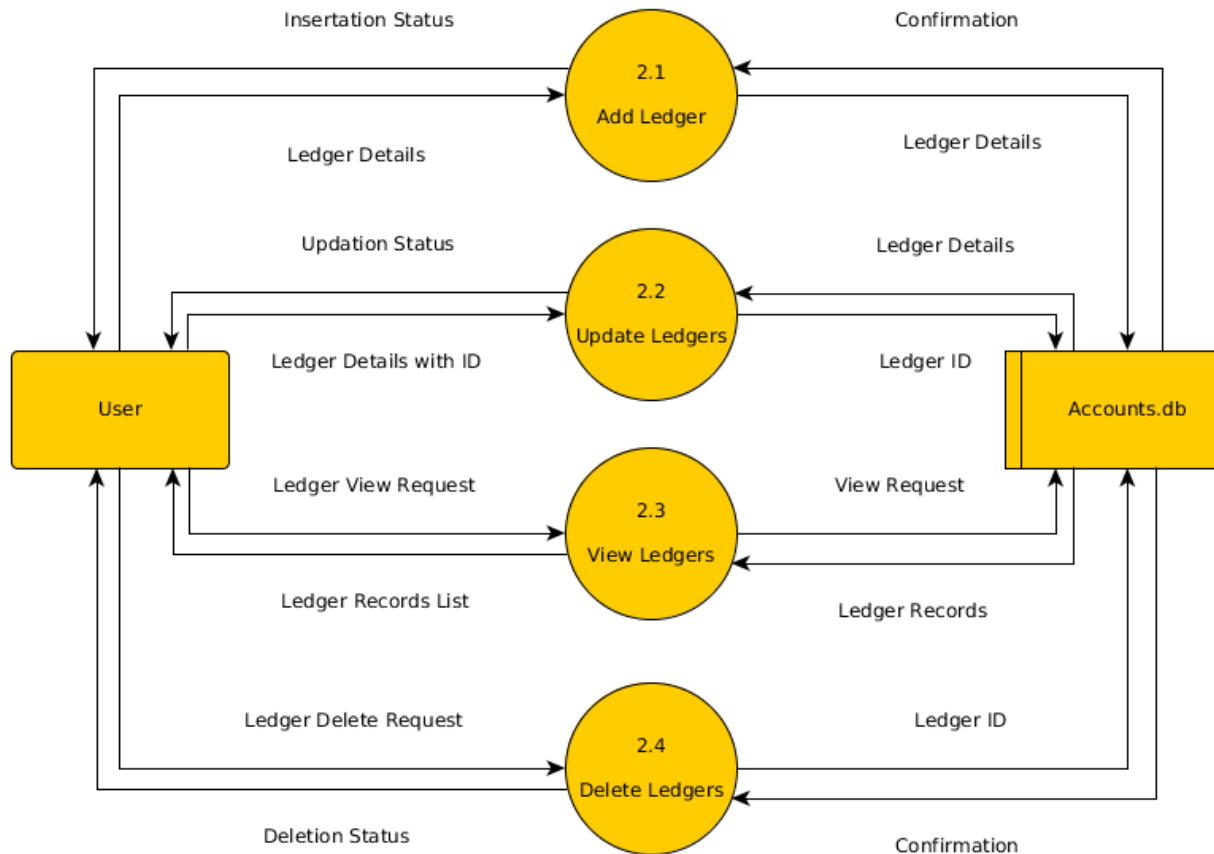 Insertation Status
Confirmation
2.1
Add Ledger
Ledger Details
Ledger Details
Updation Status
Ledger Details
2.2
Update Ledgers
Ledger Details with ID
Ledger ID
User
Accounts.db
Ledger View Request
View Request
2.3
View Ledgers
Ledger Records List
Ledger Records
Ledger Delete Request
Ledger ID
2.4
Delete Ledgers
Deletion Status
Confirmation